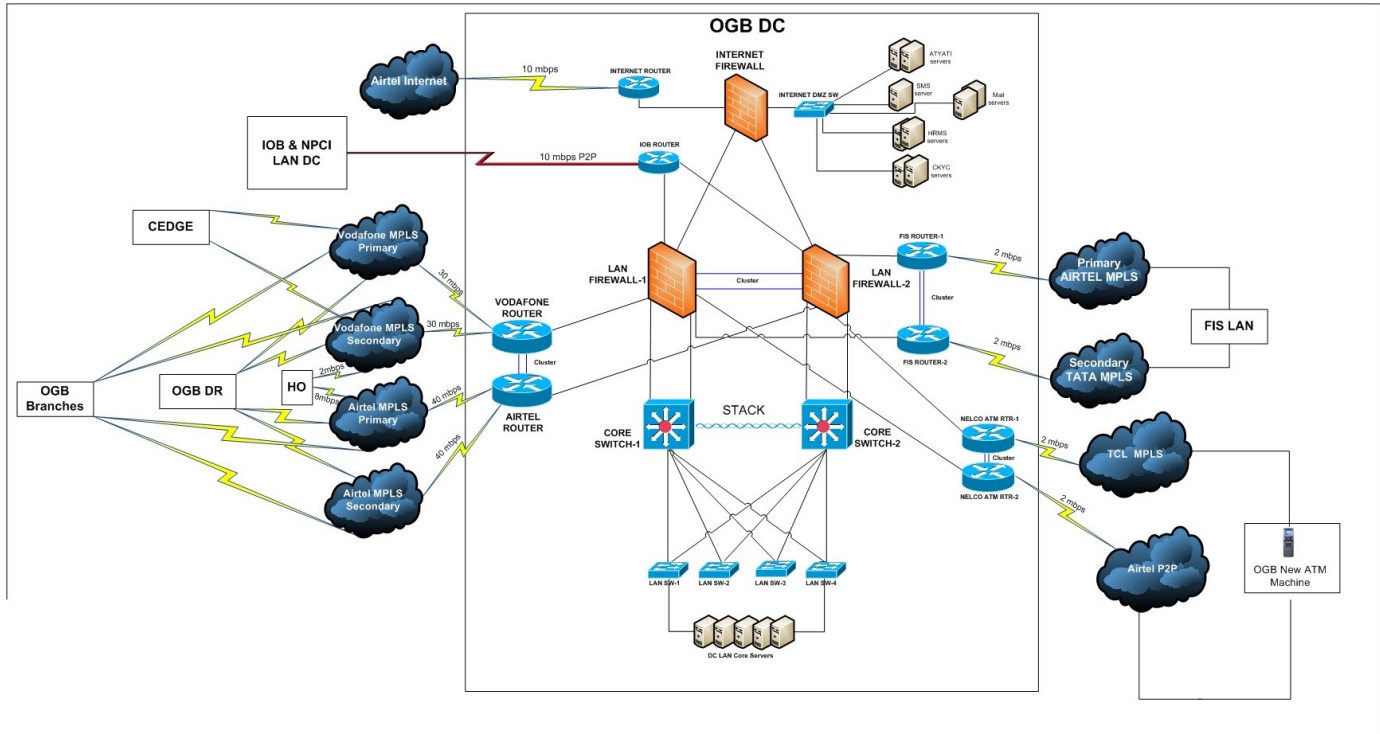 OGB DC
INTERNET
FIREWALL
ATYATI
servers
10 mbps
INTERNET ROUTER
Airtel Internet
SMS
server
INTERNET DMZ SW
Mail
servers
IOB & NPCI
LAN DC
HRMS
servers
IOB ROUTER
10 mbps P2P
CKYC
servers
CEDGE
Vodafone MPLS
Primary
FIS ROUTER-1
2 mbps
LAN
FIREWALL-1
Cluster
LAN
FIREWALL-2
Primary
AIRTEL MPLS
30 mbps
VODAFONE
ROUTER
Cluster
Vodafone MPLS
Secondary
30 mbps
FIS LAN
2 mbps
FIS ROUTER-2
Cluster
Secondary
TATA MPLS
2mbps
OGB
Branches
OGB DR
HO
8mbps
40 mbps
Airtel MPLS
Primary
AIRTEL
ROUTER
STACK
CORE
SWITCH-1
CORE
SWITCH-2
NELCO ATM RTR-1
2 mbps
TCL MPLS
Cluster
40 mbps
NELCO ATM RTR-2
2 mbps
Airtel MPLS
Secondary
Airtel P2P
OGB New ATM
Machine
LAN SW-1
LAN SW-2
LAN SW-3
LAN SW-4
DC LAN Core Servers